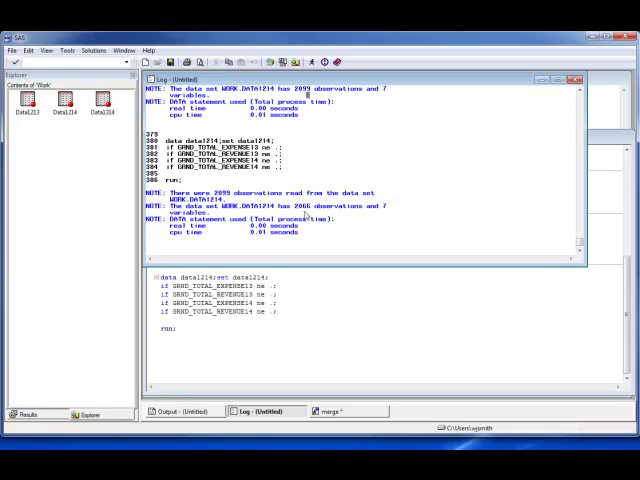 SAS
File Edit View Tools Solutions Window Help
Explorer
Contents of 'Work'
Data1213 Data1214 Data1314
Log - (Untitled)
NOTE: The data set WORK.DATA1214 has 2099 observations and 7
variables.
NOTE: DATA statement used (Total process time):
real time 0.00 seconds
cpu time 0.01 seconds
379
380 data data1214;set data1214;
381 if GRND_TOTAL_EXPENSE13 ne .;
382 if GRND_TOTAL_REVENUE13 ne .;
383 if GRND_TOTAL_EXPENSE14 ne .;
384 if GRND_TOTAL_REVENUE14 ne .;
385
386 run;
NOTE: There were 2099 observations read from the data set
WORK.DATA1214.
NOTE: The data set WORK.DATA1214 has 2066 observations and 7
variables.
NOTE: DATA statement used (Total process time):
real time 0.00 seconds
cpu time 0.01 seconds
data data1214;set data1214;
if GRND_TOTAL_EXPENSE13 ne .;
if GRND_TOTAL_REVENUE13 ne .;
if GRND_TOTAL_EXPENSE14 ne .;
if GRND_TOTAL_REVENUE14 ne .;
run;
Results Explorer
Output - (Untitled) Log - (Untitled) merge *
C:\Users\wjsmith